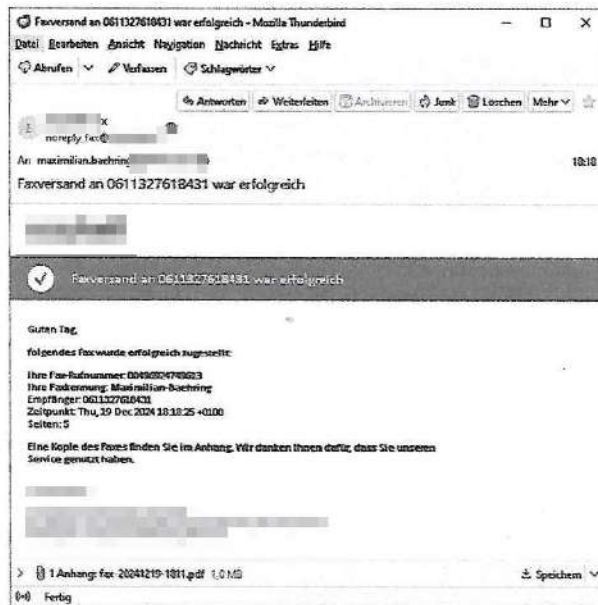 Faxversand an 0611327618431 war erfolgreich - Mozilla Thunderbird
Datei Bearbeiten Ansicht Navigation Nachricht Extras Hilfe
Abrufen Verfassen Schlagwörter
Antworten Weiterleiten Archivieren Junk Löschen Mehr
x
noreply_fax@
An maximilian.baehring 18:18
Faxversand an 0611327618431 war erfolgreich
Faxversand an 0611327618431 war erfolgreich
Guten Tag,
folgendes Fax wurde erfolgreich zugestellt:
Ihre Fax-Rufnummer:
Ihre Faxkennung: Maximilian-Baehring
Empfänger: 0611327618431
Zeitpunkt: Thu, 19 Dec 2024 18:18:25 +0100
Seiten: 5
Eine Kopie des Faxes finden Sie im Anhang. Wir danken Ihnen dafür, dass Sie unseren
Service genutzt haben.
1 Anhang: fax-20241219-1811.pdf 1,0 MB Speichern
Fertig